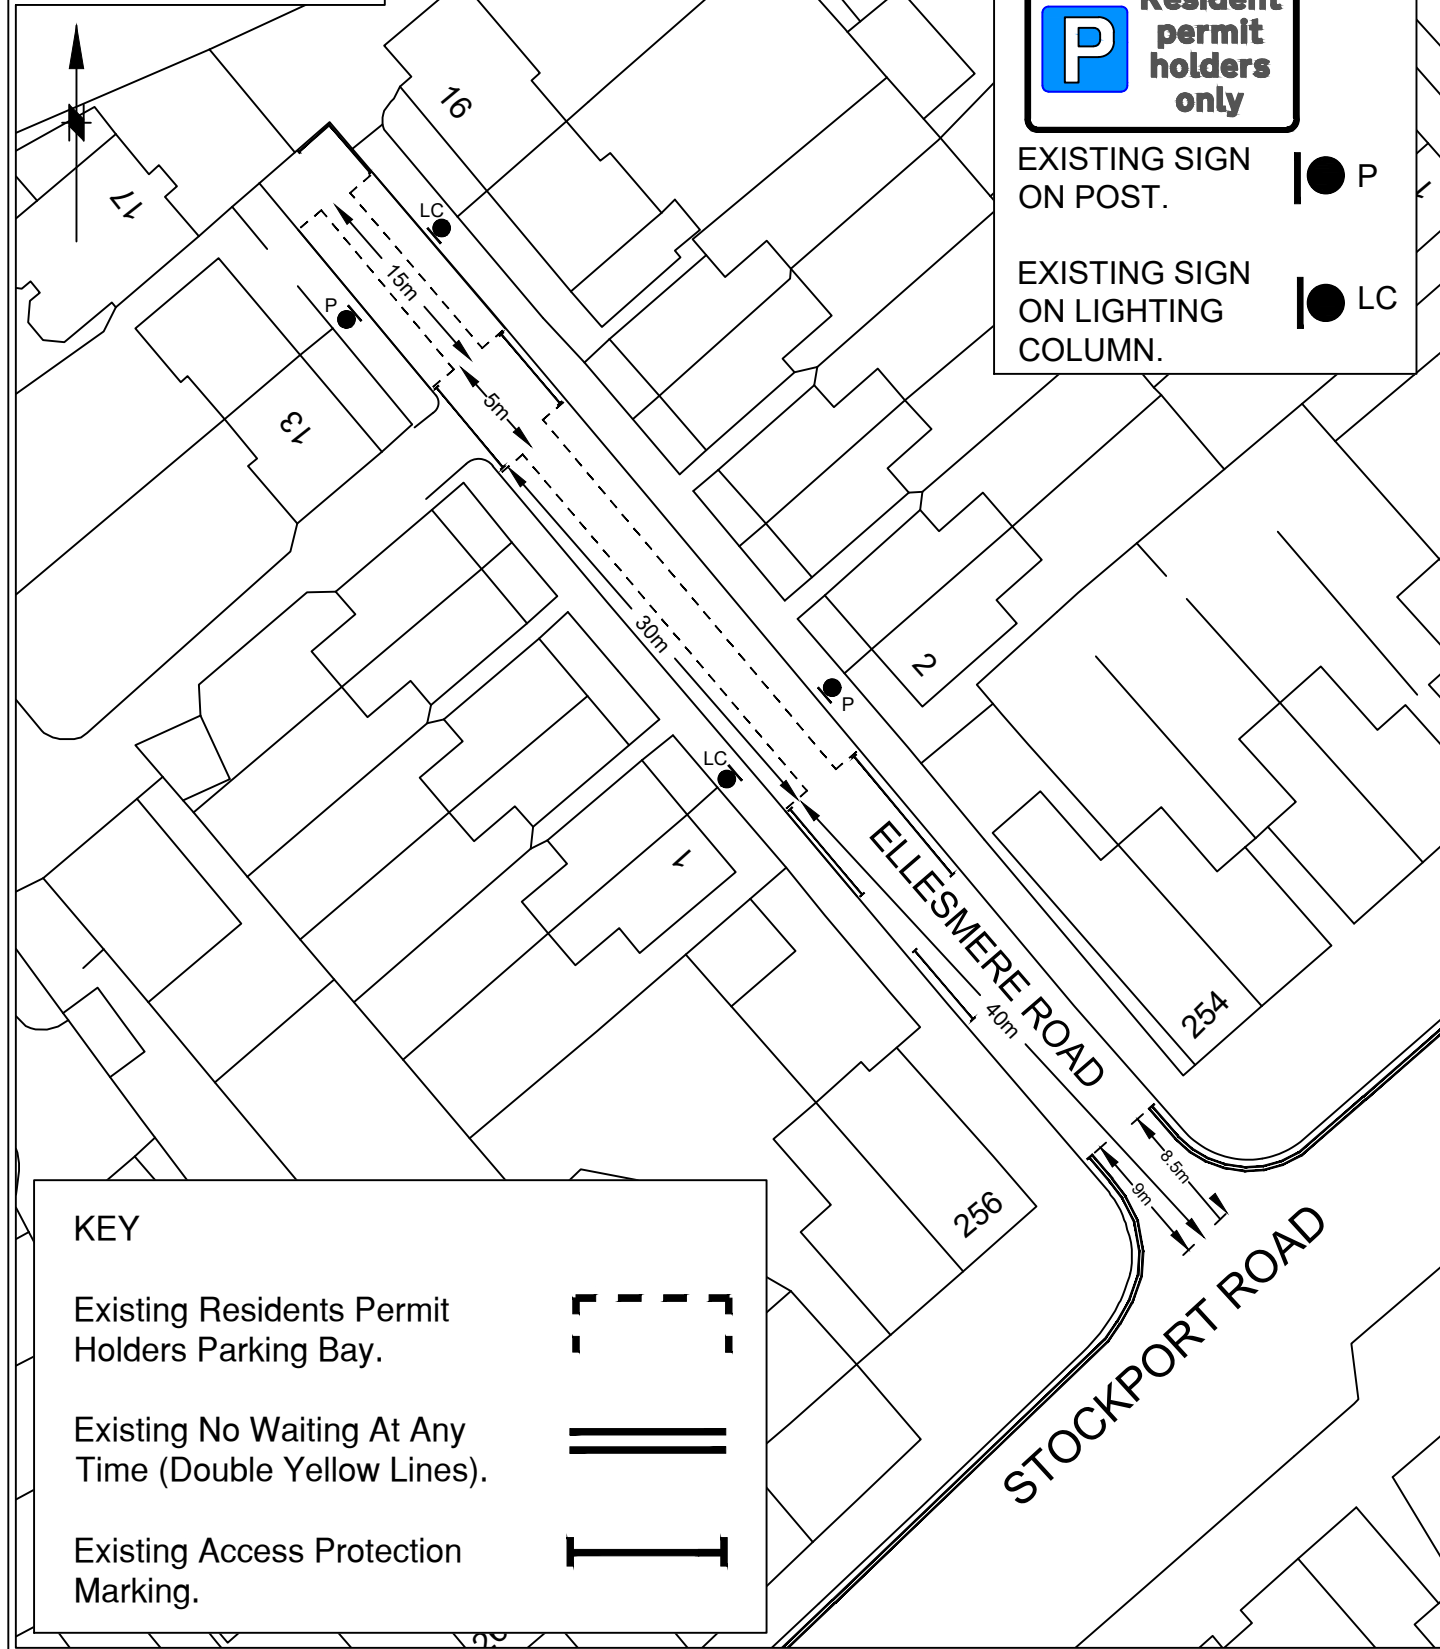 Resident
permit
holders
only
P
EXISTING SIGN
ON POST.
P
EXISTING SIGN
ON LIGHTING
COLUMN.
LC
16
17
LC
15m
P
13
5m
30m
2
P
LC
1
ELLESMERE ROAD
40m
254
8.5m
9m
256
STOCKPORT ROAD
KEY
Existing Residents Permit
Holders Parking Bay.
Existing No Waiting At Any
Time (Double Yellow Lines).
Existing Access Protection
Marking.